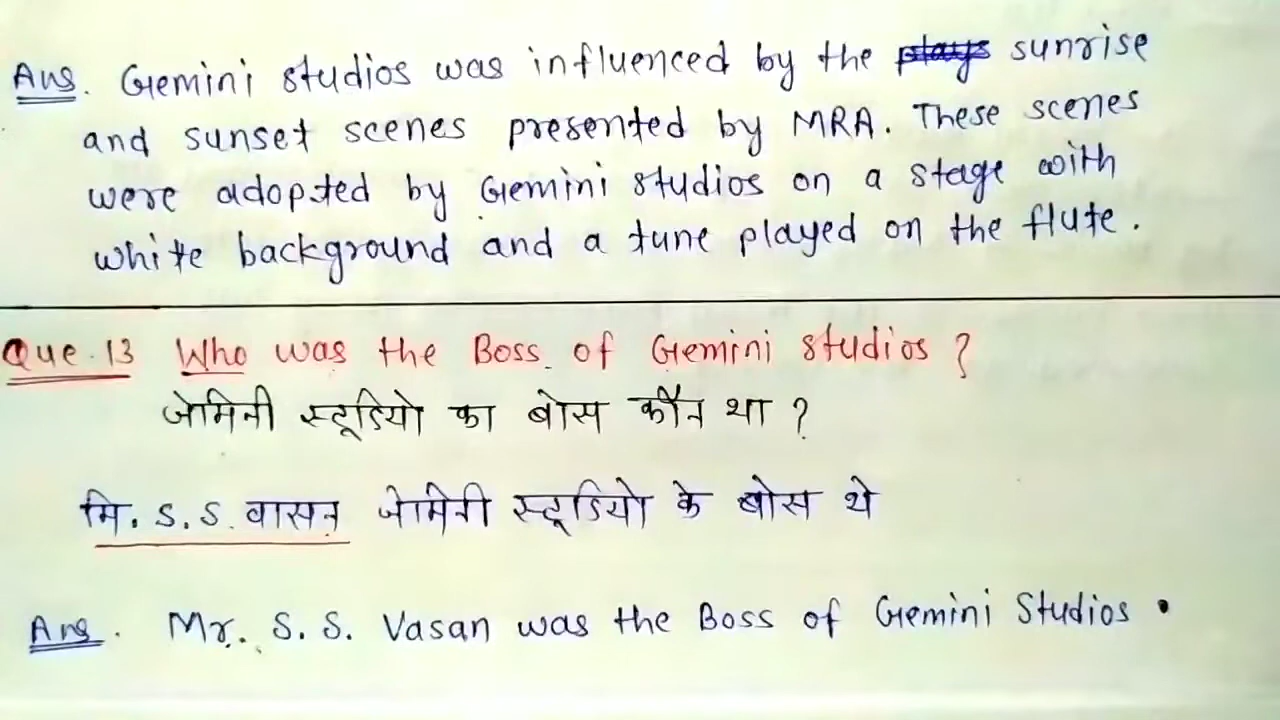 Ans. Gemini studios was influenced by the plays sunrise
and sunset scenes presented by MRA. These scenes
were adopted by Gemini studios on a stage with
white background and a tune played on the flute.
Que. 13 Who was the Boss of Gemini studios ?
जेमिनी स्टूडियो का बोस कौन था ?
मि. S. S. वासन जेमिनी स्टूडियो के बोस थे
Ans. Mr. S. S. Vasan was the Boss of Gemini Studios.